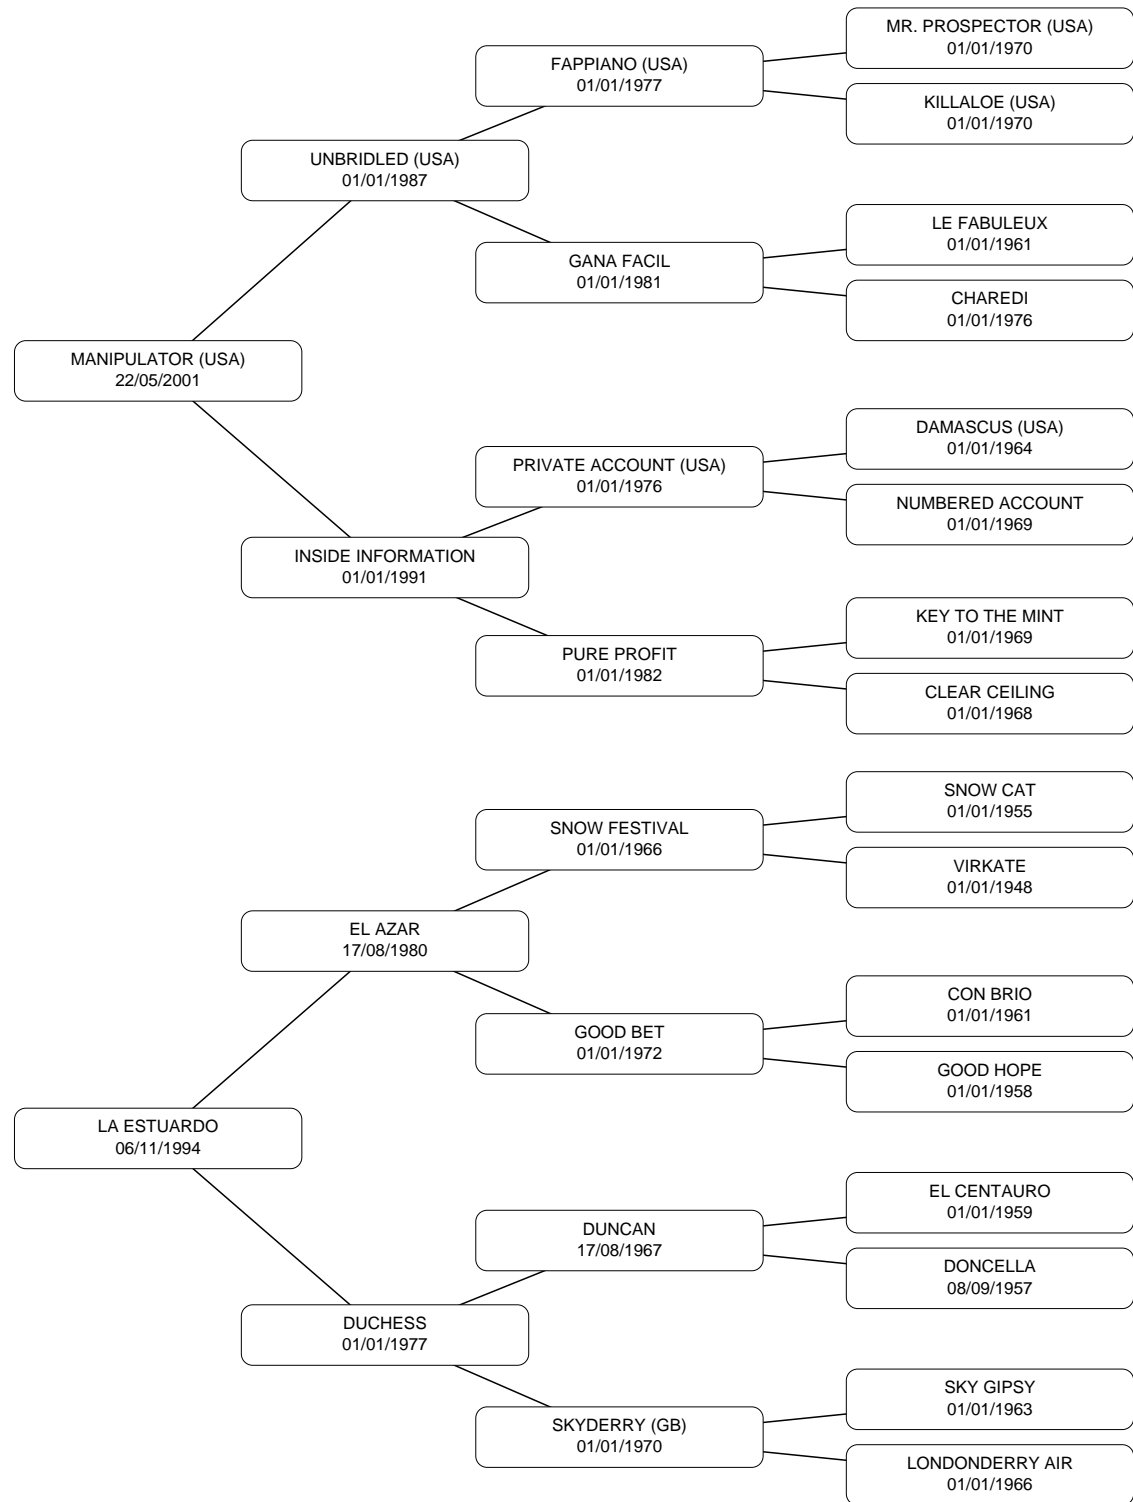 MR. PROSPECTOR (USA)
01/01/1970
FAPPIANO (USA)
01/01/1977
KILLALOE (USA)
01/01/1970
UNBRIDLED (USA)
01/01/1987
LE FABULEUX
01/01/1961
GANA FACIL
01/01/1981
CHAREDI
01/01/1976
MANIPULATOR (USA)
22/05/2001
DAMASCUS (USA)
01/01/1964
PRIVATE ACCOUNT (USA)
01/01/1976
NUMBERED ACCOUNT
01/01/1969
INSIDE INFORMATION
01/01/1991
KEY TO THE MINT
01/01/1969
PURE PROFIT
01/01/1982
CLEAR CEILING
01/01/1968
SNOW CAT
01/01/1955
SNOW FESTIVAL
01/01/1966
VIRKATE
01/01/1948
EL AZAR
17/08/1980
CON BRIO
01/01/1961
GOOD BET
01/01/1972
GOOD HOPE
01/01/1958
LA ESTUARDO
06/11/1994
EL CENTAURO
01/01/1959
DUNCAN
17/08/1967
DONCELLA
08/09/1957
DUCHESS
01/01/1977
SKY GIPSY
01/01/1963
SKYDERRY (GB)
01/01/1970
LONDONDERRY AIR
01/01/1966